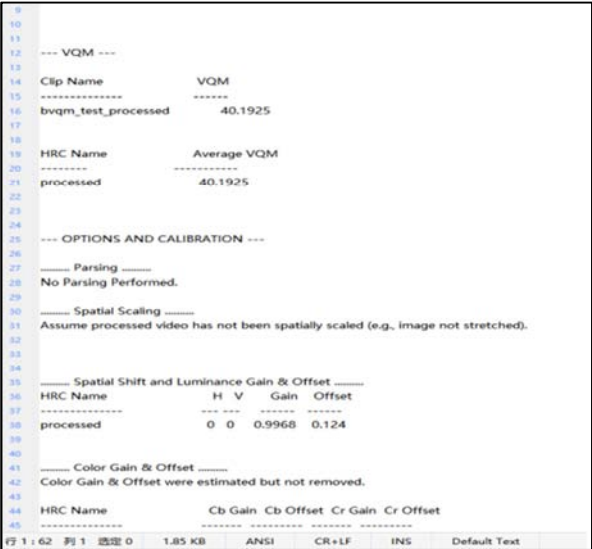 9
10
11
12 --- VQM ---
13
14 Clip Name VQM
15 -------------- ------
16 bvqm_test_processed 40.1925
17
18
19 HRC Name Average VQM
20 -------- -----------
21 processed 40.1925
22
23
24
25 --- OPTIONS AND CALIBRATION ---
26
27 .......... Parsing ..........
28 No Parsing Performed.
29
30 .......... Spatial Scaling ..........
31 Assume processed video has not been spatially scaled (e.g., image not stretched).
32
33
34
35 .......... Spatial Shift and Luminance Gain & Offset ..........
36 HRC Name H V Gain Offset
37 -------------- --- --- ------ ------
38 processed 0 0 0.9968 0.124
39
40
41 .......... Color Gain & Offset ..........
42 Color Gain & Offset were estimated but not removed.
43
44 HRC Name Cb Gain Cb Offset Cr Gain Cr Offset
45 -------------- ------- --------- ------- ---------
行 1 : 62 列 1 选定 0 1.85 KB ANSI CR+LF INS Default Text